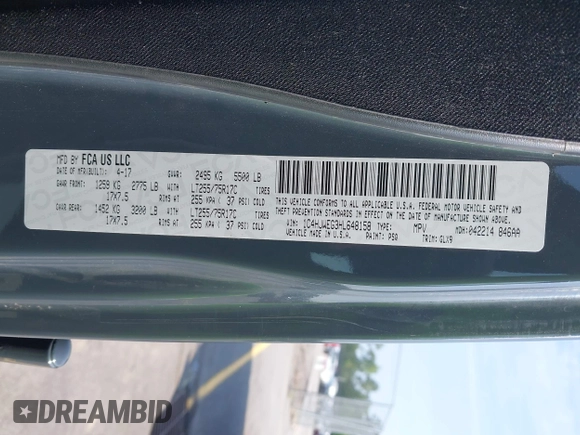 MFD BY FCA US LLC
DATE OF MFR(BUILT): 4-17 GVWR: 2495 KG 5500 LB
GAWR FRONT: 1259 KG 2775 LB WITH LT255/75R17C TIRES
17X7.5 RIMS AT 255 KPA ( 37 PSI) COLD
GAWR REAR: 1452 KG 3200 LB WITH LT255/75R17C TIRES
17X7.5 RIMS AT 255 KPA ( 37 PSI) COLD
THIS VEHICLE CONFORMS TO ALL APPLICABLE U.S.A. FEDERAL MOTOR VEHICLE SAFETY AND
THEFT PREVENTION STANDARDS IN EFFECT ON THE DATE OF MANUFACTURE SHOWN ABOVE.
VIN: 1C4HJWEG3HL648158 TYPE: MPV MDH: 042214 846AA
VEHICLE MADE IN U.S.A. PAINT: PSA TRIM: GLX9
DREAMBID